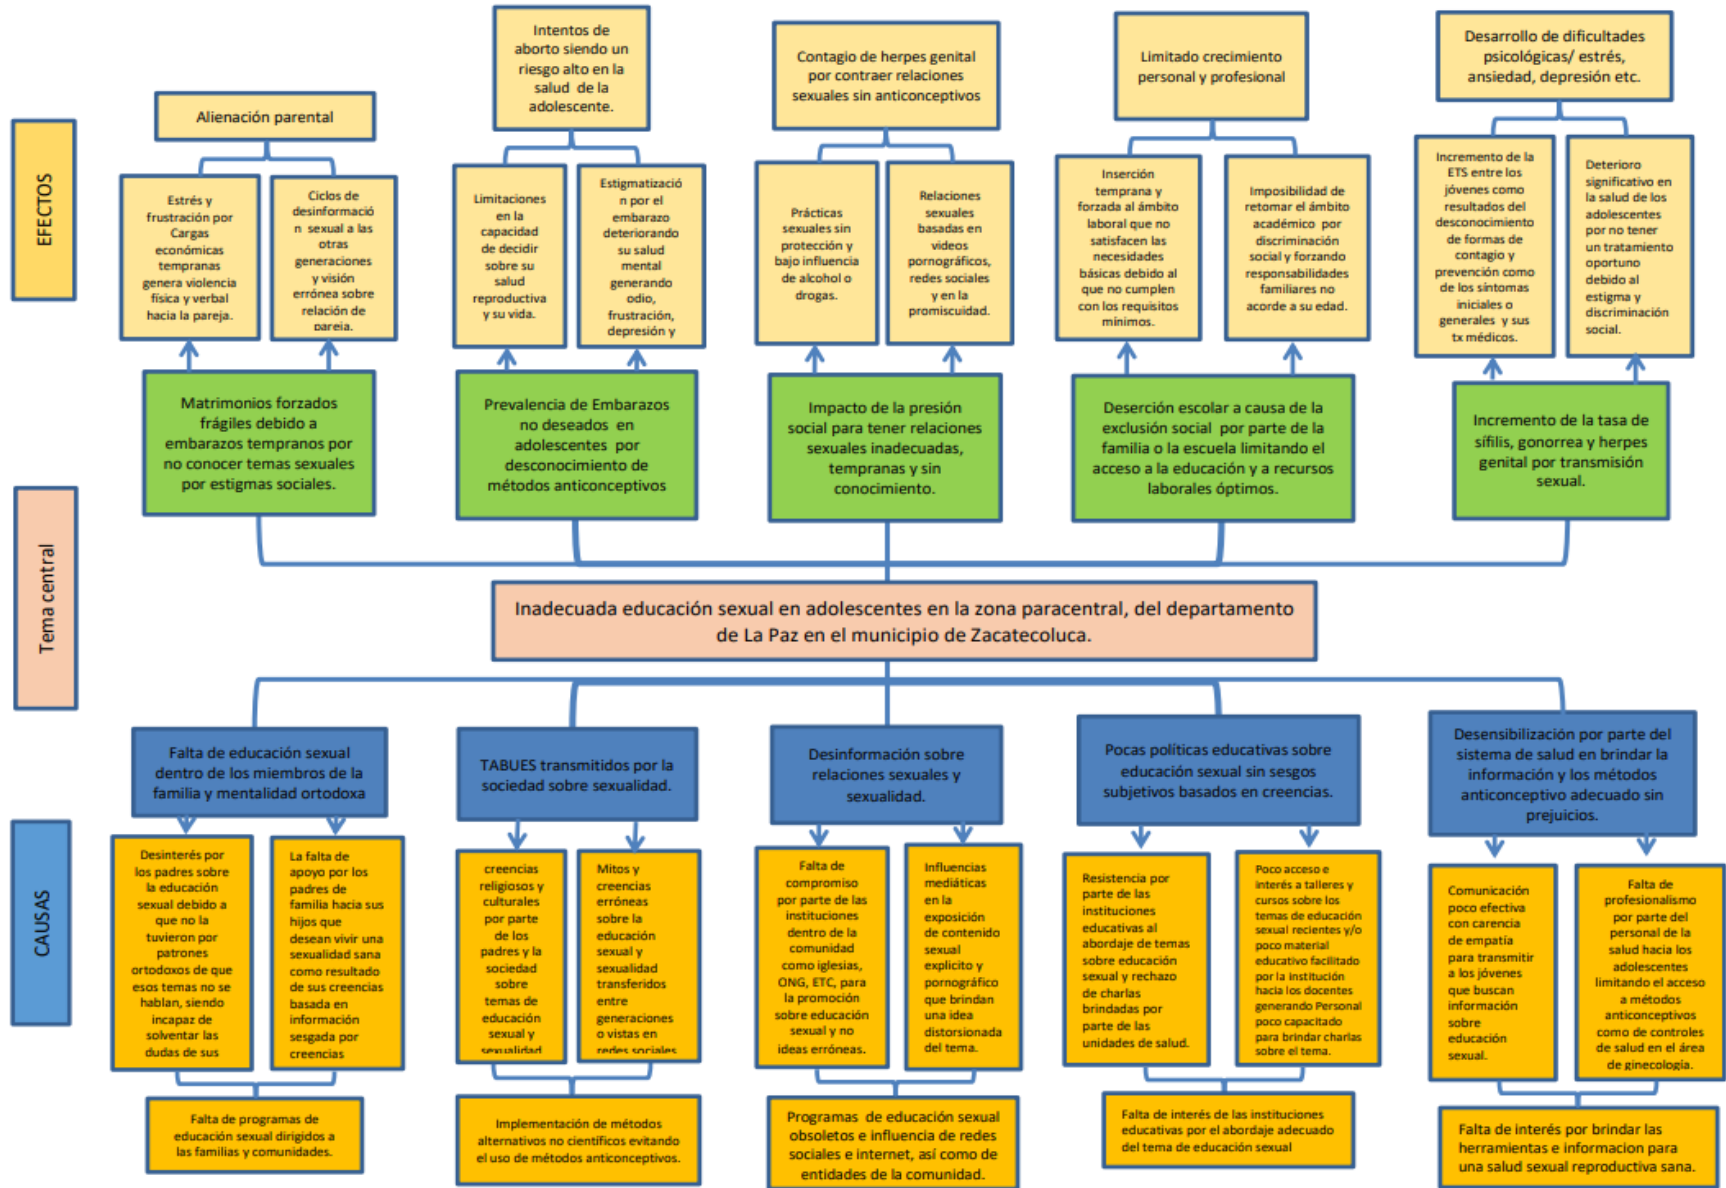 Alienación parental
Intentos de
aborto siendo un
riesgo alto en la
salud de la
adolescente.
Contagio de herpes genital
por contraer relaciones
sexuales sin anticonceptivos
Limitado crecimiento
personal y profesional
Desarrollo de dificultades
psicológicas/ estrés,
ansiedad, depresión etc.
EFECTOS
Estrés y
frustración por
Cargas
económicas
tempranas
genera violencia
física y verbal
hacia la pareja.
Ciclos de
desinformació
n sexual a las
otras
generaciones
y visión
errónea sobre
relación de
pareja.
Limitaciones
en la
capacidad
de decidir
sobre su
salud
reproductiva
y su vida.
Estigmatizació
n por el
embarazo
deteriorando
su salud
mental
generando
odio,
frustración,
depresión y
Prácticas
sexuales sin
protección y
bajo influencia
de alcohol o
drogas.
Relaciones
sexuales
basadas en
videos
pornográficos,
redes sociales
y en la
promiscuidad.
Inserción
temprana y
forzada al ámbito
laboral que no
satisfacen las
necesidades
básicas debido al
que no cumplen
con los requisitos
mínimos.
Imposibilidad de
retomar el ámbito
académico por
discriminación
social y forzando
responsabilidades
familiares no
acorde a su edad.
Incremento de la
ETS entre los
jóvenes como
resultados del
desconocimiento
de formas de
contagio y
prevención como
de los síntomas
iniciales o
generales y sus
tx médicos.
Deterioro
significativo en
la salud de los
adolescentes
por no tener
un tratamiento
oportuno
debido al
estigma y
discriminación
social.
Matrimonios forzados
frágiles debido a
embarazos tempranos por
no conocer temas sexuales
por estigmas sociales.
Prevalencia de Embarazos
no deseados en
adolescentes por
desconocimiento de
métodos anticonceptivos
Impacto de la presión
social para tener relaciones
sexuales inadecuadas,
tempranas y sin
conocimiento.
Deserción escolar a causa de la
exclusión social por parte de la
familia o la escuela limitando el
acceso a la educación y a recursos
laborales óptimos.
Incremento de la tasa de
sífilis, gonorrea y herpes
genital por transmisión
sexual.
Tema central
Inadecuada educación sexual en adolescentes en la zona paracentral, del departamento
de La Paz en el municipio de Zacatecoluca.
Falta de educación sexual
dentro de los miembros de la
familia y mentalidad ortodoxa
TABUES transmitidos por la
sociedad sobre sexualidad.
Desinformación sobre
relaciones sexuales y
sexualidad.
Pocas políticas educativas sobre
educación sexual sin sesgos
subjetivos basados en creencias.
Desensibilización por parte del
sistema de salud en brindar la
información y los métodos
anticonceptivo adecuado sin
prejuicios.
CAUSAS
Desinterés por
los padres sobre
la educación
sexual debido a
que no la
tuvieron por
patrones
ortodoxos de que
esos temas no se
hablan, siendo
incapaz de
solventar las
dudas de sus
La falta de
apoyo por los
padres de
familia hacia sus
hijos que
desean vivir una
sexualidad sana
como resultado
de sus creencias
basada en
información
sesgada por
creencias
creencias
religiosos y
culturales
por parte
de los
padres y la
sociedad
sobre
temas de
educación
sexual y
sexualidad
Mitos y
creencias
erróneas
sobre la
educación
sexual y
sexualidad
transferidos
entre
generaciones
o vistas en
redes sociales
Falta de
compromiso
por parte de las
instituciones
dentro de la
comunidad
como iglesias,
ONG, ETC, para
la promoción
sobre educación
sexual y no
ideas erróneas.
Influencias
mediáticas
en la
exposición
de contenido
sexual
explicito y
pornográfico
que brindan
una idea
distorsionada
del tema.
Resistencia por
parte de las
instituciones
educativas al
abordaje de temas
sobre educación
sexual y rechazo
de charlas
brindadas por
parte de las
unidades de salud.
Poco acceso e
interés a talleres y
cursos sobre los
temas de educación
sexual recientes y/o
poco material
educativo facilitado
por la institución
hacia los docentes
generando Personal
poco capacitado
para brindar charlas
sobre el tema.
Comunicación
poco efectiva
con carencia
de empatía
para transmitir
a los jóvenes
que buscan
información
sobre
educación
sexual.
Falta de
profesionalismo
por parte del
personal de la
salud hacia los
adolescentes
limitando el acceso
a métodos
anticonceptivos
como de controles
de salud en el área
de ginecología.
Falta de programas de
educación sexual dirigidos a
las familias y comunidades.
Implementación de métodos
alternativos no científicos evitando
el uso de métodos anticonceptivos.
Programas de educación sexual
obsoletos e influencia de redes
sociales e internet, así como de
entidades de la comunidad.
Falta de interés de las instituciones
educativas por el abordaje adecuado
del tema de educación sexual
Falta de interés por brindar las
herramientas e informacion para
una salud sexual reproductiva sana.